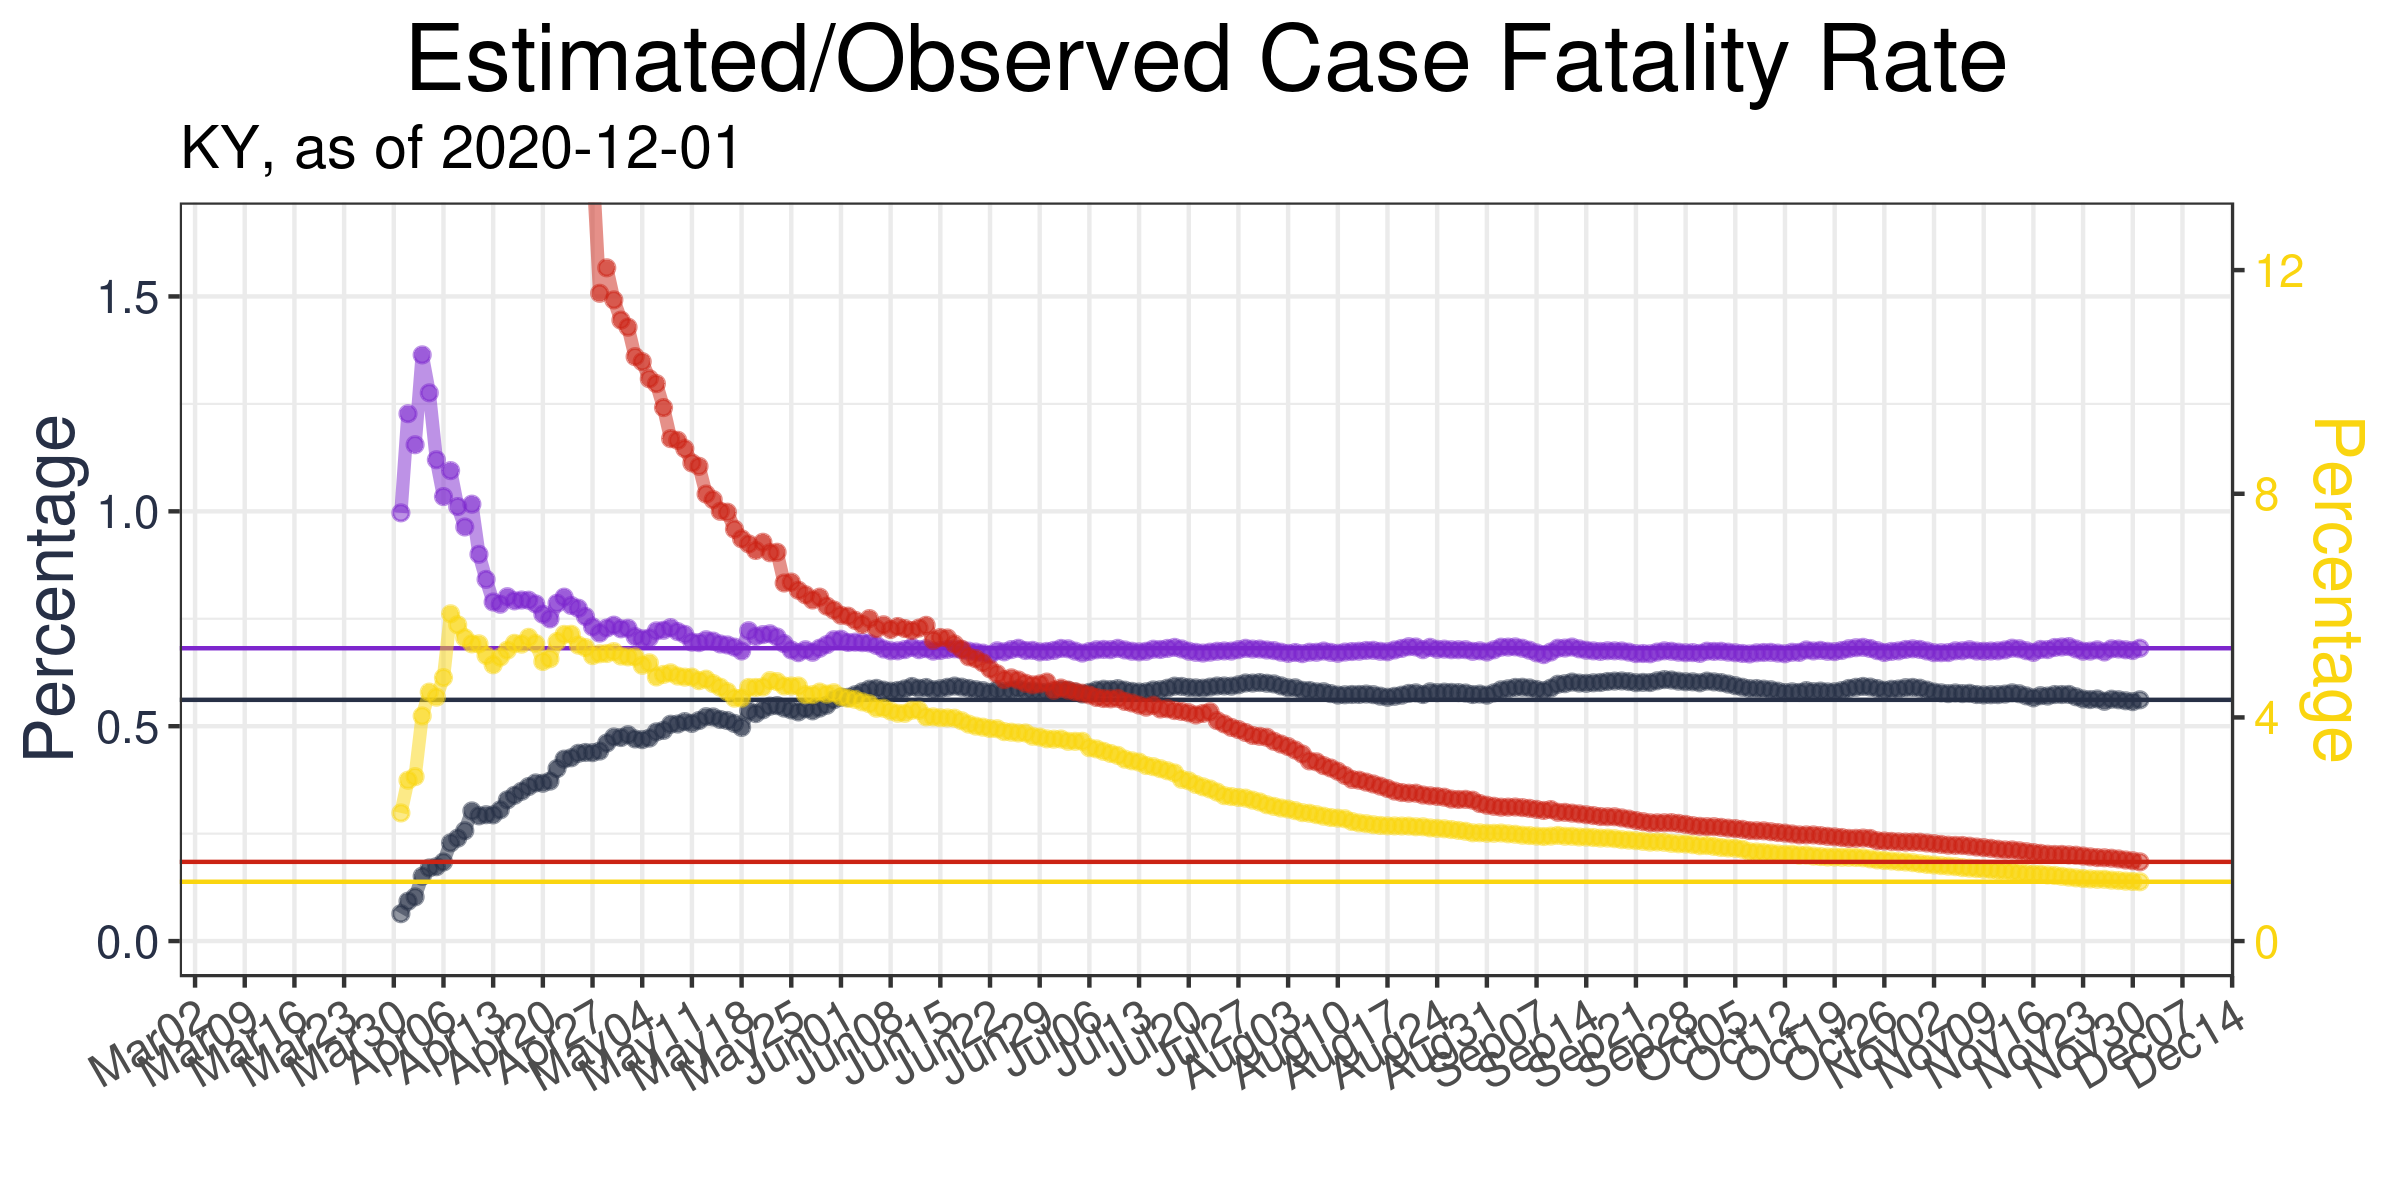 Estimated/Observed Case Fatality Rate
KY, as of 2020-12-01
Percentage
1.5
1.0
0.5
0.0
12
8
4
0
Percentage
Mar02
Mar09
Mar16
Mar23
Mar30
Apr06
Apr13
Apr20
Apr27
May04
May11
May18
May25
Jun01
Jun08
Jun15
Jun22
Jun29
Jul06
Jul13
Jul20
Jul27
Aug03
Aug10
Aug17
Aug24
Aug31
Sep07
Sep14
Sep21
Sep28
Oct05
Oct12
Oct19
Oct26
Nov02
Nov09
Nov16
Nov23
Nov30
Dec07
Dec14